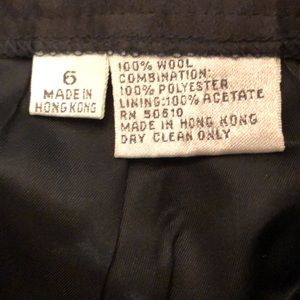 6
MADE IN
HONG KONG
100% WOOL
COMBINATION:
100% POLYESTER
LINING:100% ACETATE
RN 50610
MADE IN HONG KONG
DRY CLEAN ONLY